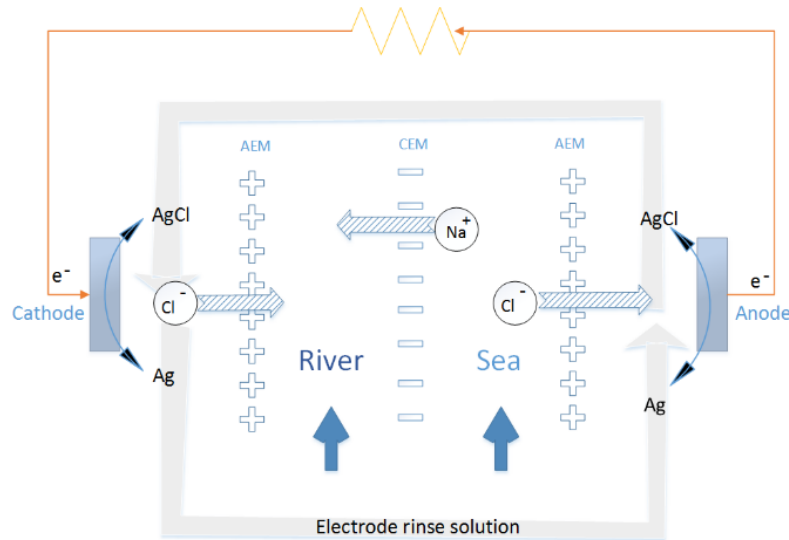 AEM
CEM
AEM
AgCl
Na+
AgCl
e-
e-
Cathode
Cl-
Cl-
Anode
River
Sea
Ag
Ag
Electrode rinse solution